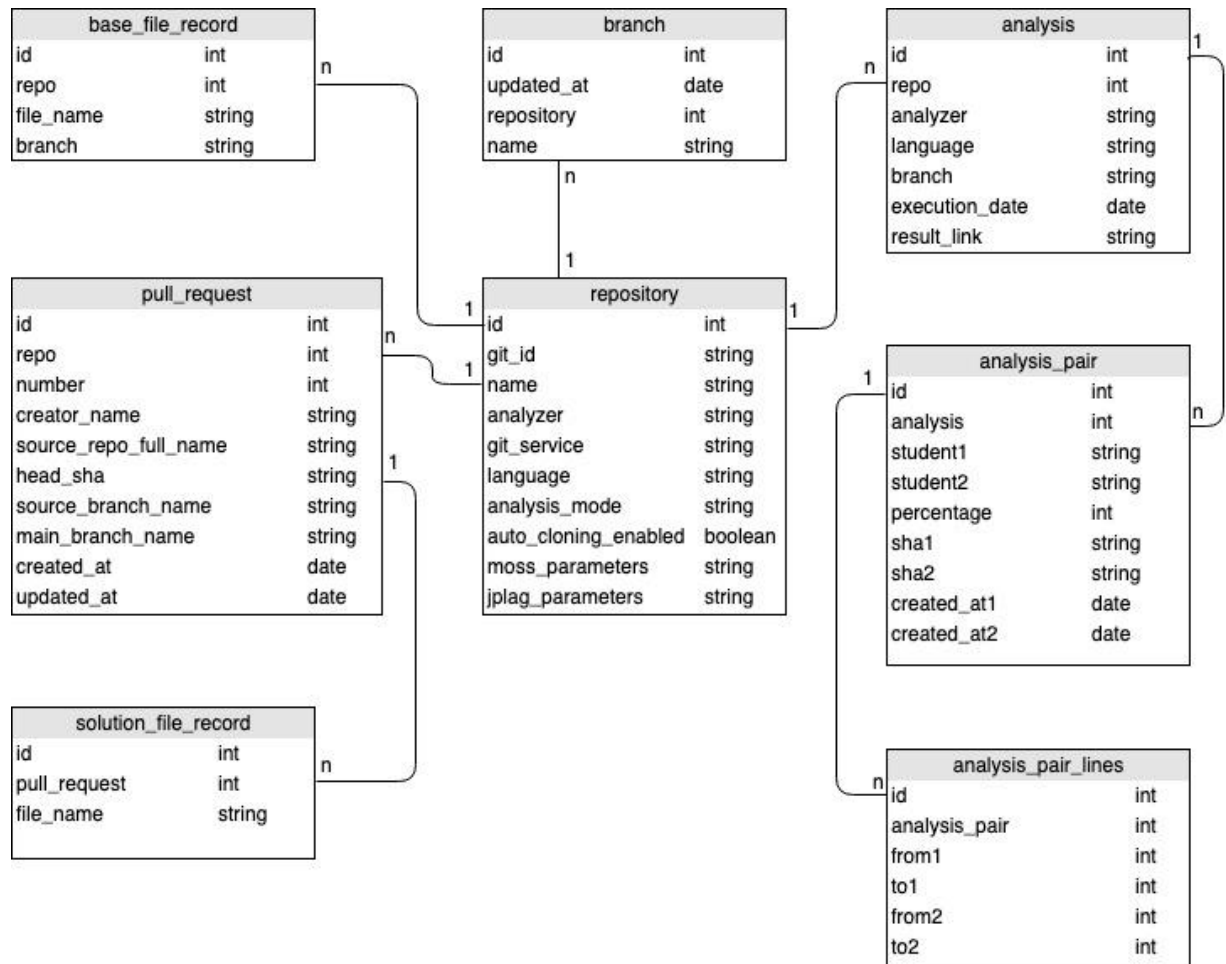 base_file_record
id int
repo int
file_name string
branch string
n
branch
id int
updated_at date
repository int
name string
n
1
analysis
id int
repo int
analyzer string
language string
branch string
execution_date date
result_link string
1
n
pull_request
id int
repo int
number int
creator_name string
source_repo_full_name string
head_sha string
source_branch_name string
main_branch_name string
created_at date
updated_at date
n
1
1
1
repository
id int
git_id string
name string
analyzer string
git_service string
language string
analysis_mode string
auto_cloning_enabled boolean
moss_parameters string
jplag_parameters string
1
analysis_pair
id int
analysis int
student1 string
student2 string
percentage int
sha1 string
sha2 string
created_at1 date
created_at2 date
1
n
solution_file_record
id int
pull_request int
file_name string
n
analysis_pair_lines
id int
analysis_pair int
from1 int
to1 int
from2 int
to2 int
n